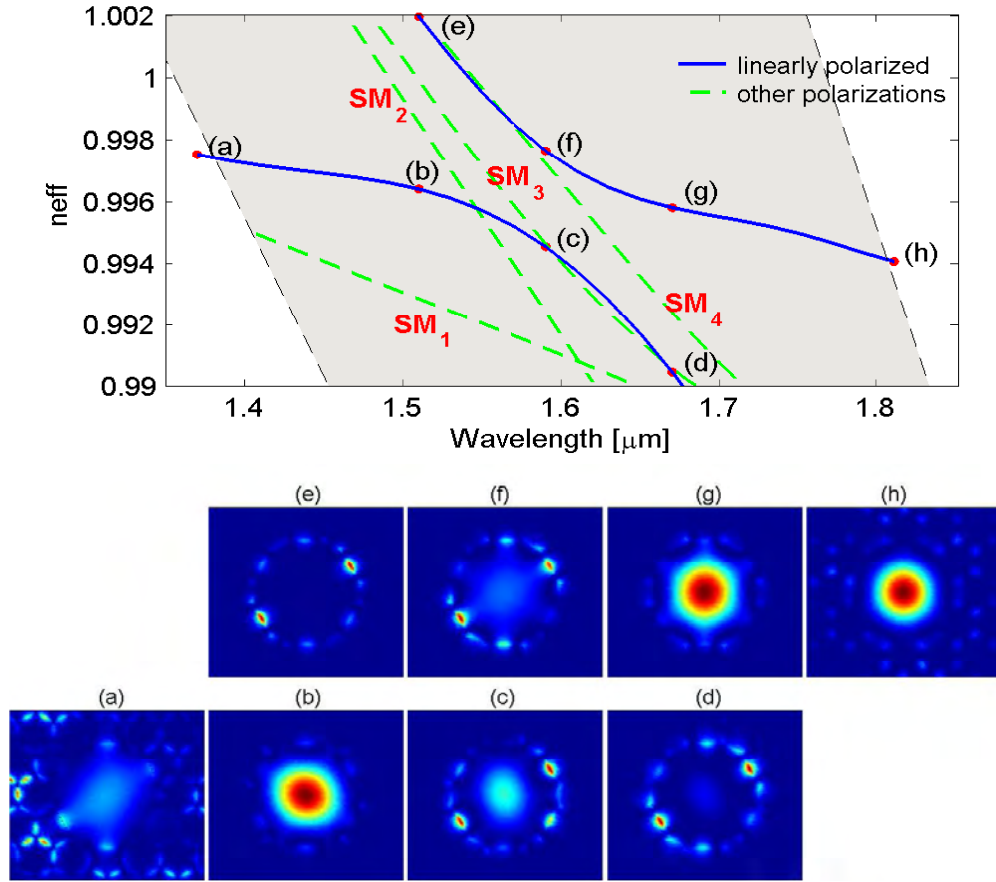 1.002
1
0.998
0.996
0.994
0.992
0.99
neff
1.4
1.5
1.6
1.7
1.8
Wavelength [μm]
linearly polarized
other polarizations
SM1
SM2
SM3
SM4
(a)
(b)
(c)
(d)
(e)
(f)
(g)
(h)
(e) (f) (g) (h)
(a) (b) (c) (d)